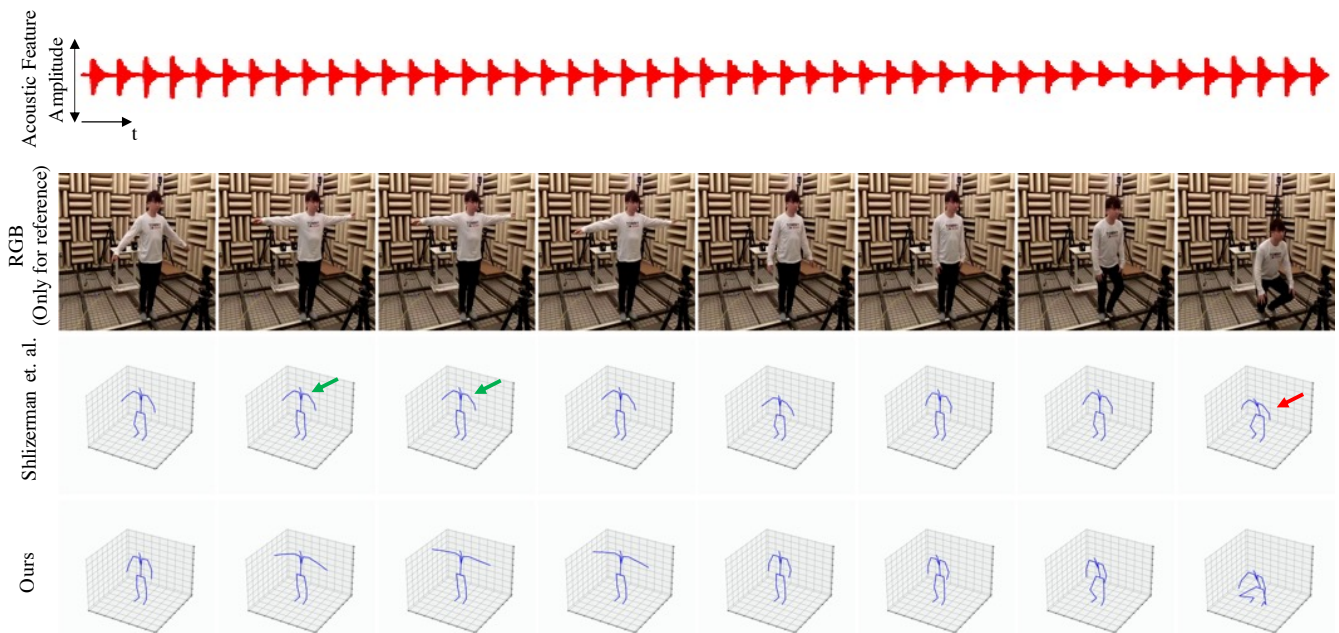 Acoustic Feature
Amplitude
t
RGB
(Only for reference)
Shlizerman et. al.
Ours